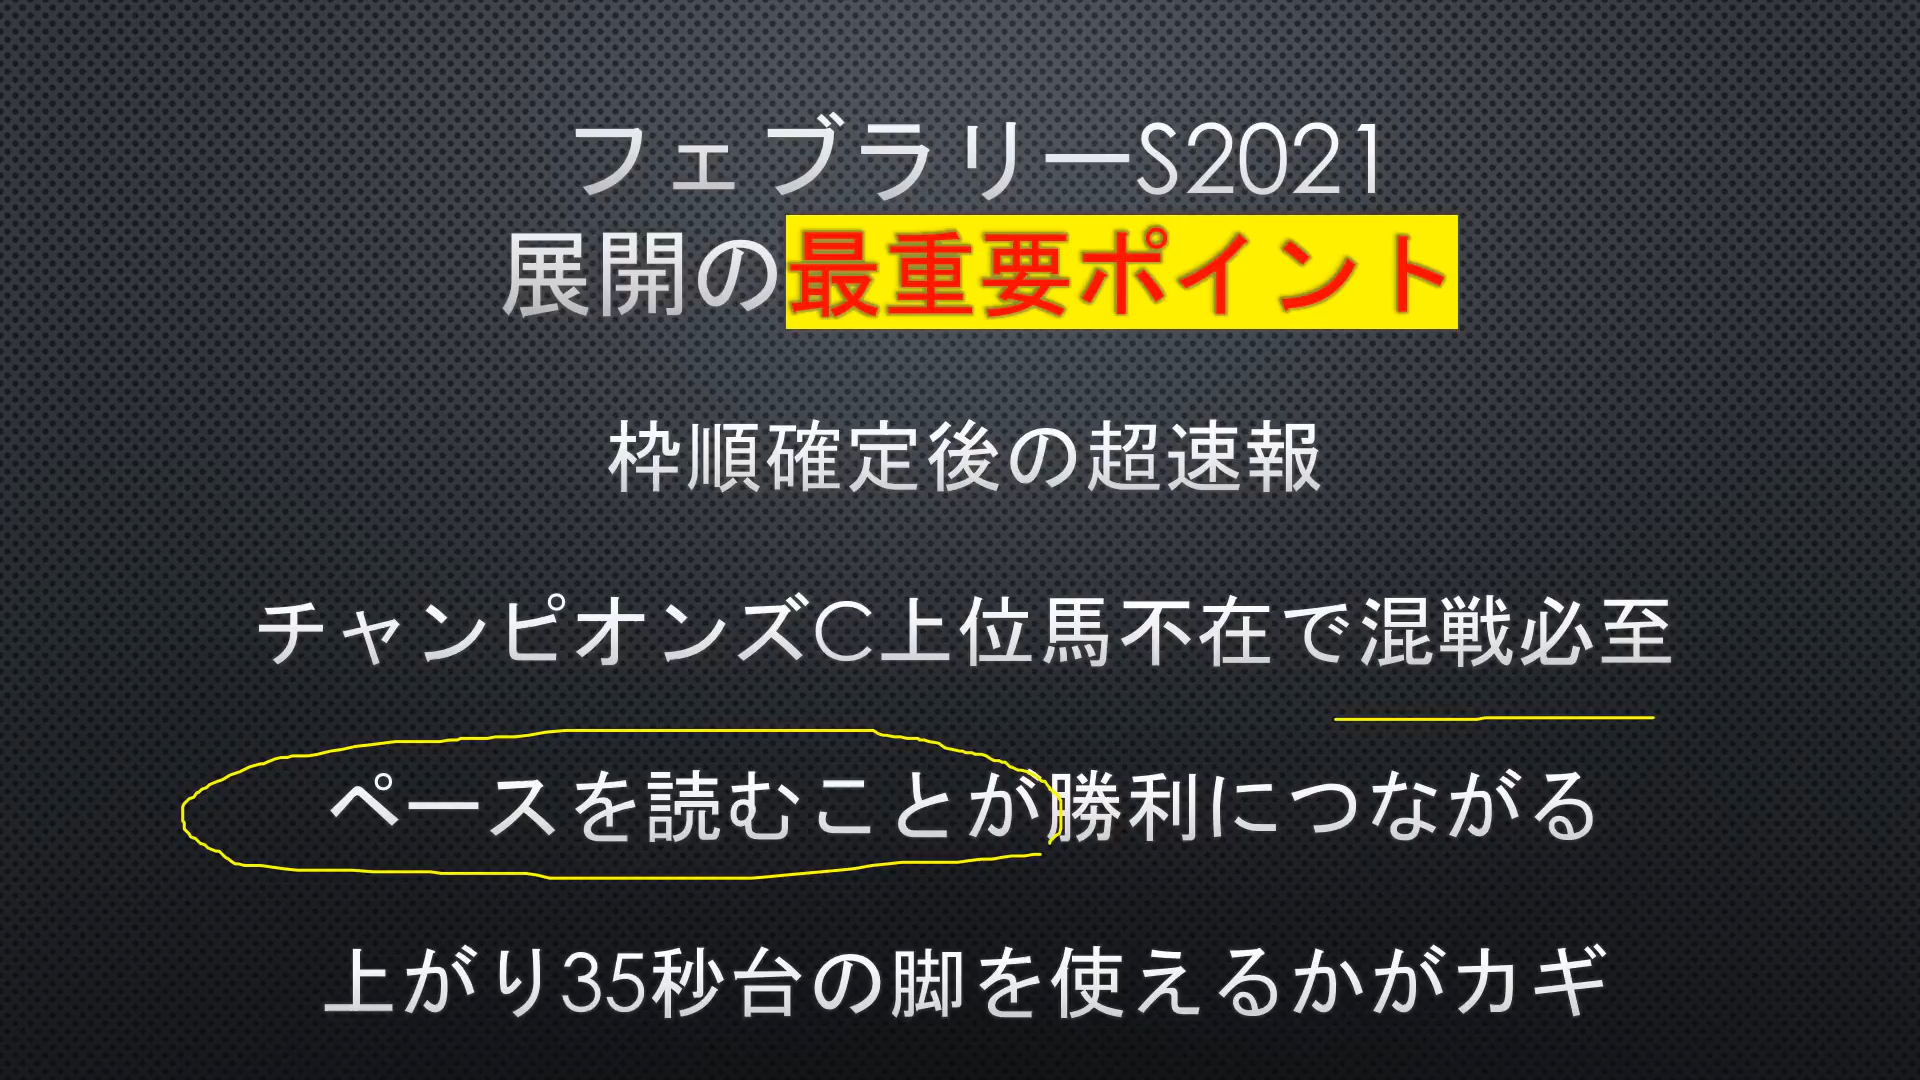 フェブラリーS2021
展開の最重要ポイント
枠順確定後の超速報
チャンピオンズC上位馬不在で混戦必至
ペースを読むことが勝利につながる
上がり35秒台の脚を使えるかがカギ